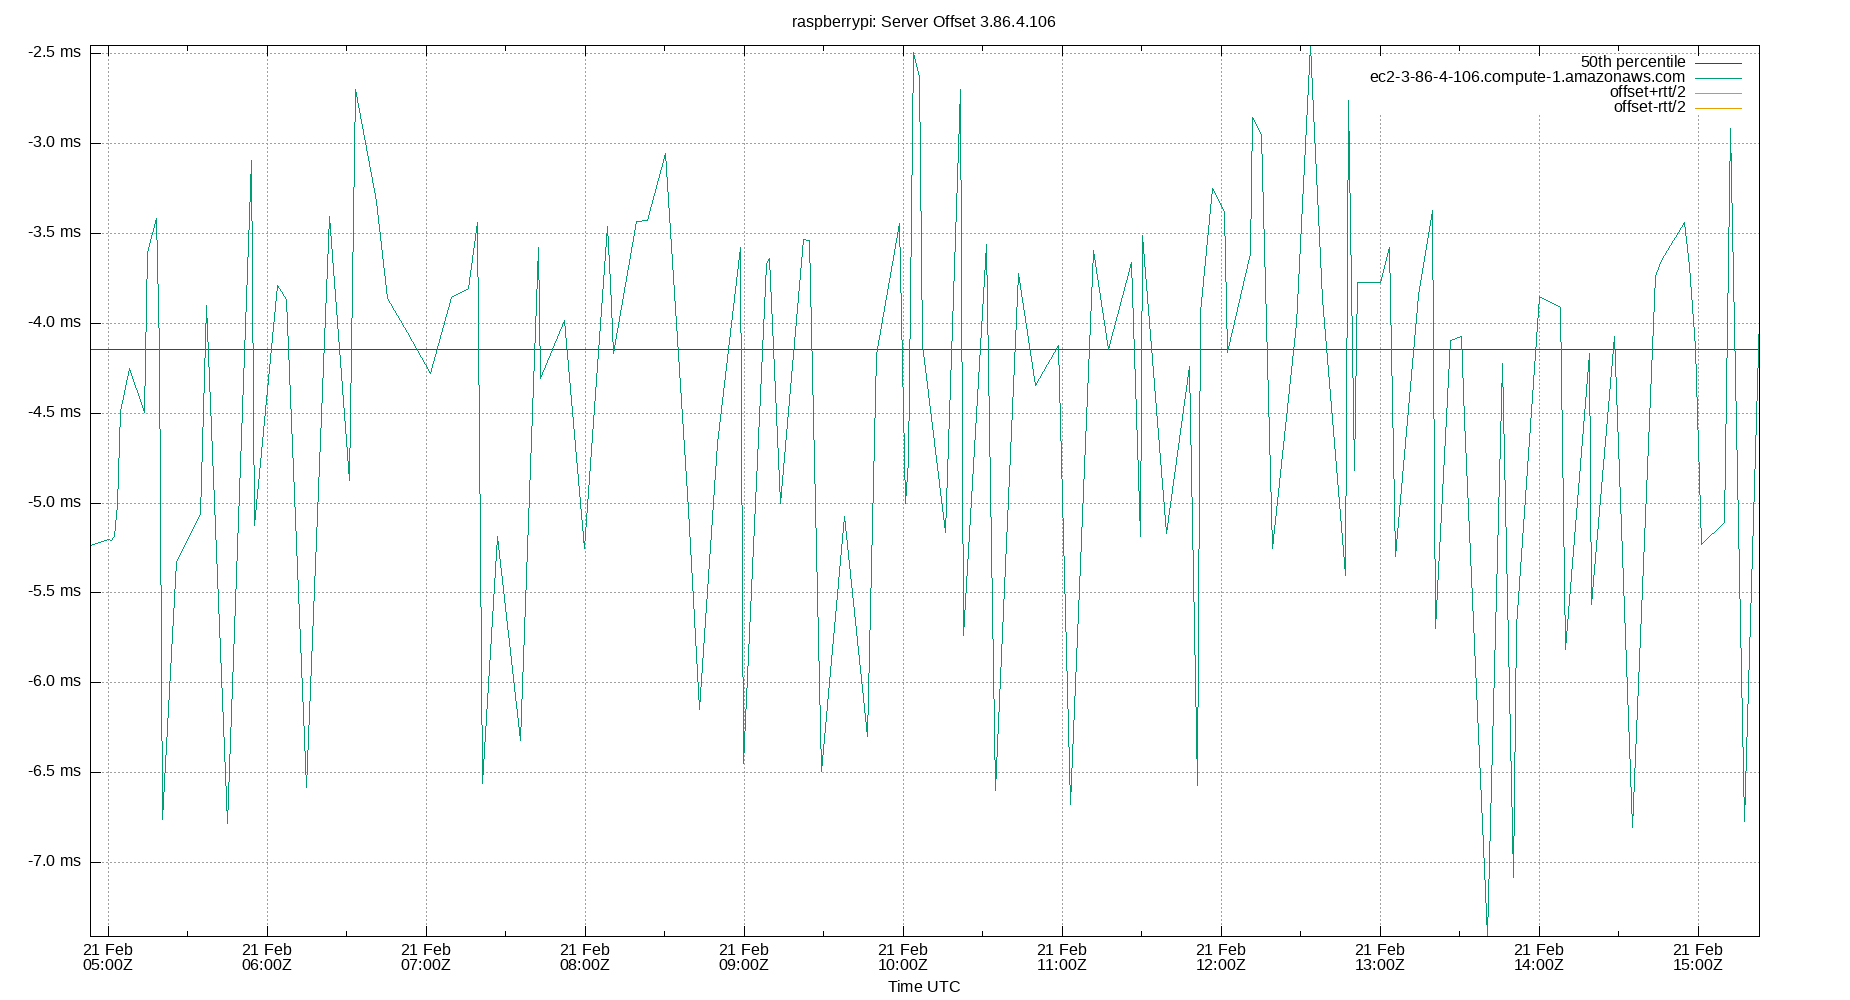 raspberrypi: Server Offset 3.86.4.106
-2.5 ms
50th percentile
ec2-3-86-4-106.compute-1.amazonaws.com
offset+rtt/2
offset-rtt/2
-3.0 ms
-3.5 ms
-4.0 ms
-4.5 ms
-5.0 ms
-5.5 ms
-6.0 ms
-6.5 ms
-7.0 ms
21 Feb 21 Feb 21 Feb 21 Feb 21 Feb 21 Feb 21 Feb 21 Feb 21 Feb 21 Feb 21 Feb
05:00Z 06:00Z 07:00Z 08:00Z 09:00Z 10:00Z 11:00Z 12:00Z 13:00Z 14:00Z 15:00Z
Time UTC